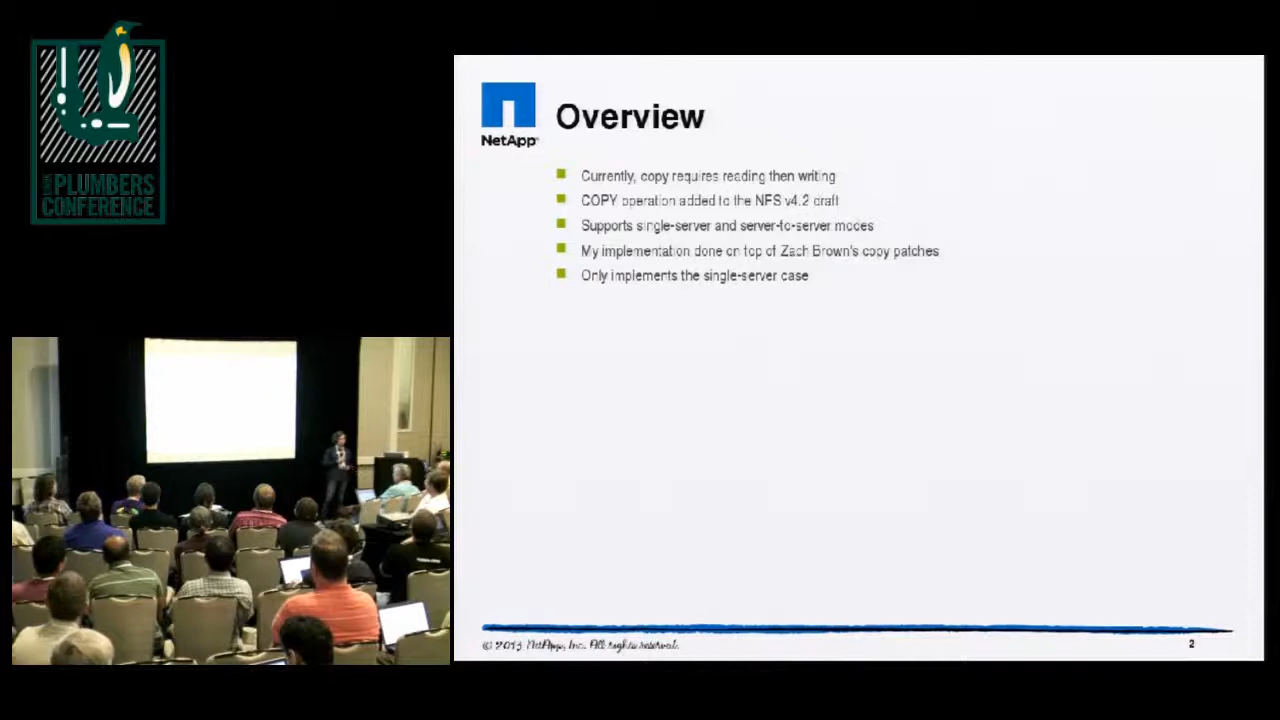 LINUX PLUMBERS
CONFERENCE
NetApp
Overview
Currently, copy requires reading then writing
COPY operation added to the NFS v4.2 draft
Supports single-server and server-to-server modes
My implementation done on top of Zach Brown's copy patches
Only implements the single-server case
© 2013 NetApp, Inc. All rights reserved.
2